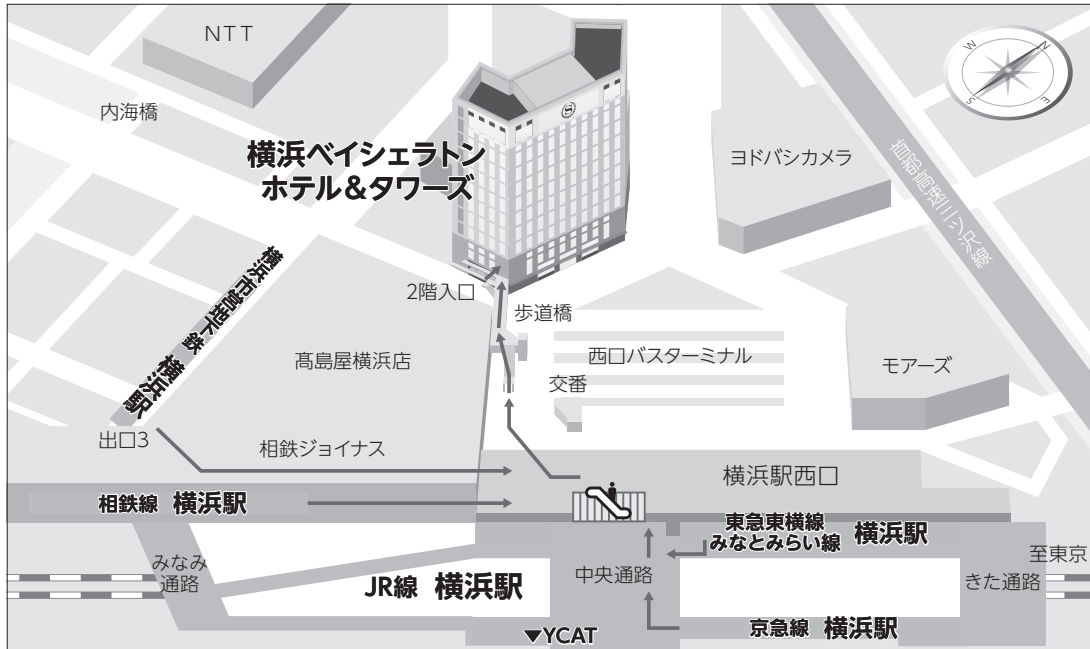 NTT
内海橋
横浜ベイシェラトン
ホテル&タワーズ
ヨドバシカメラ
首都高速三ツ沢線
W
N
S
E
S
横浜市営地下鉄 横浜駅
2階入口
歩道橋
髙島屋横浜店
西口バスターミナル
交番
モアーズ
出口3
相鉄ジョイナス
横浜駅西口
相鉄線 横浜駅
東急東横線
みなとみらい線 横浜駅
みなみ
通路
JR線 横浜駅
中央通路
至東京
きた通路
▼YCAT
京急線 横浜駅